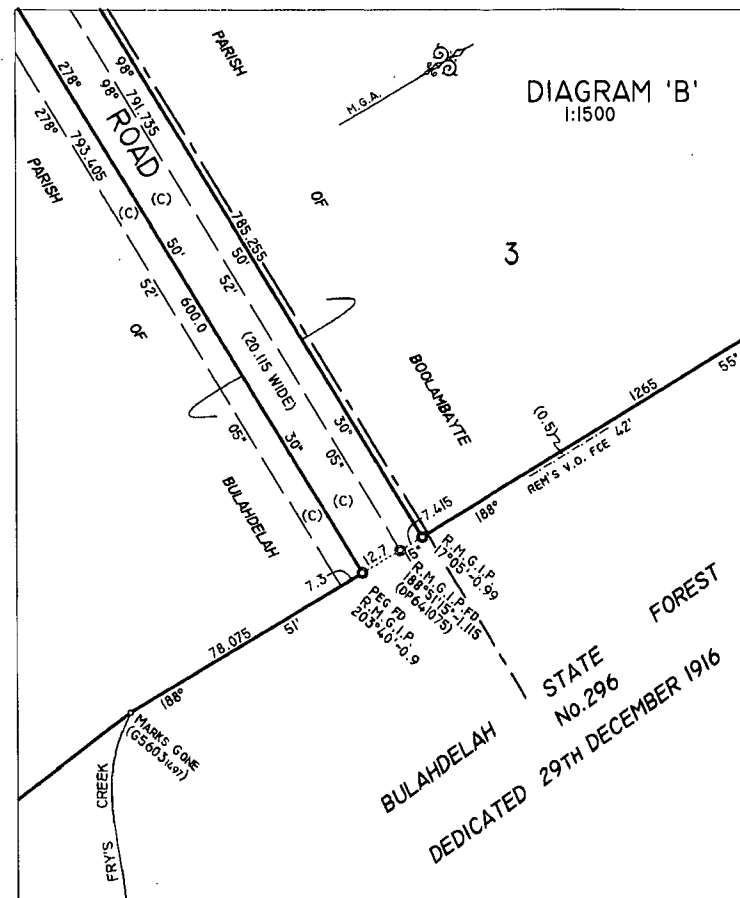 DIAGRAM 'B'
1:1500
M.G.A.
PARISH
OF
BOOLAMBAYTE
3
98° 50' 30"
791.735
98° 52' 05"
785.255
ROAD
(20.115 WIDE)
(C)
(C)
(C)
(C)
278° 50' 30"
600.0
793.405
278° 52' 05"
PARISH
OF
BULAHDELAH
1265
188° 42' 55"
(0.5)
REM'S V.O. FCE
7.415
12.7
15"
7.3
R.M.G.I.P.
17°05'-0.99
R.M.G.I.P. FD
188°51'15"-1.115
(DP641075)
PEG FD
R.M.G.I.P.
203°40'-0.9
78.075
188° 51'
MARKS GONE
(G5603 1497)
FRY'S CREEK
BULAHDELAH STATE FOREST
No.296
DEDICATED 29TH DECEMBER 1916